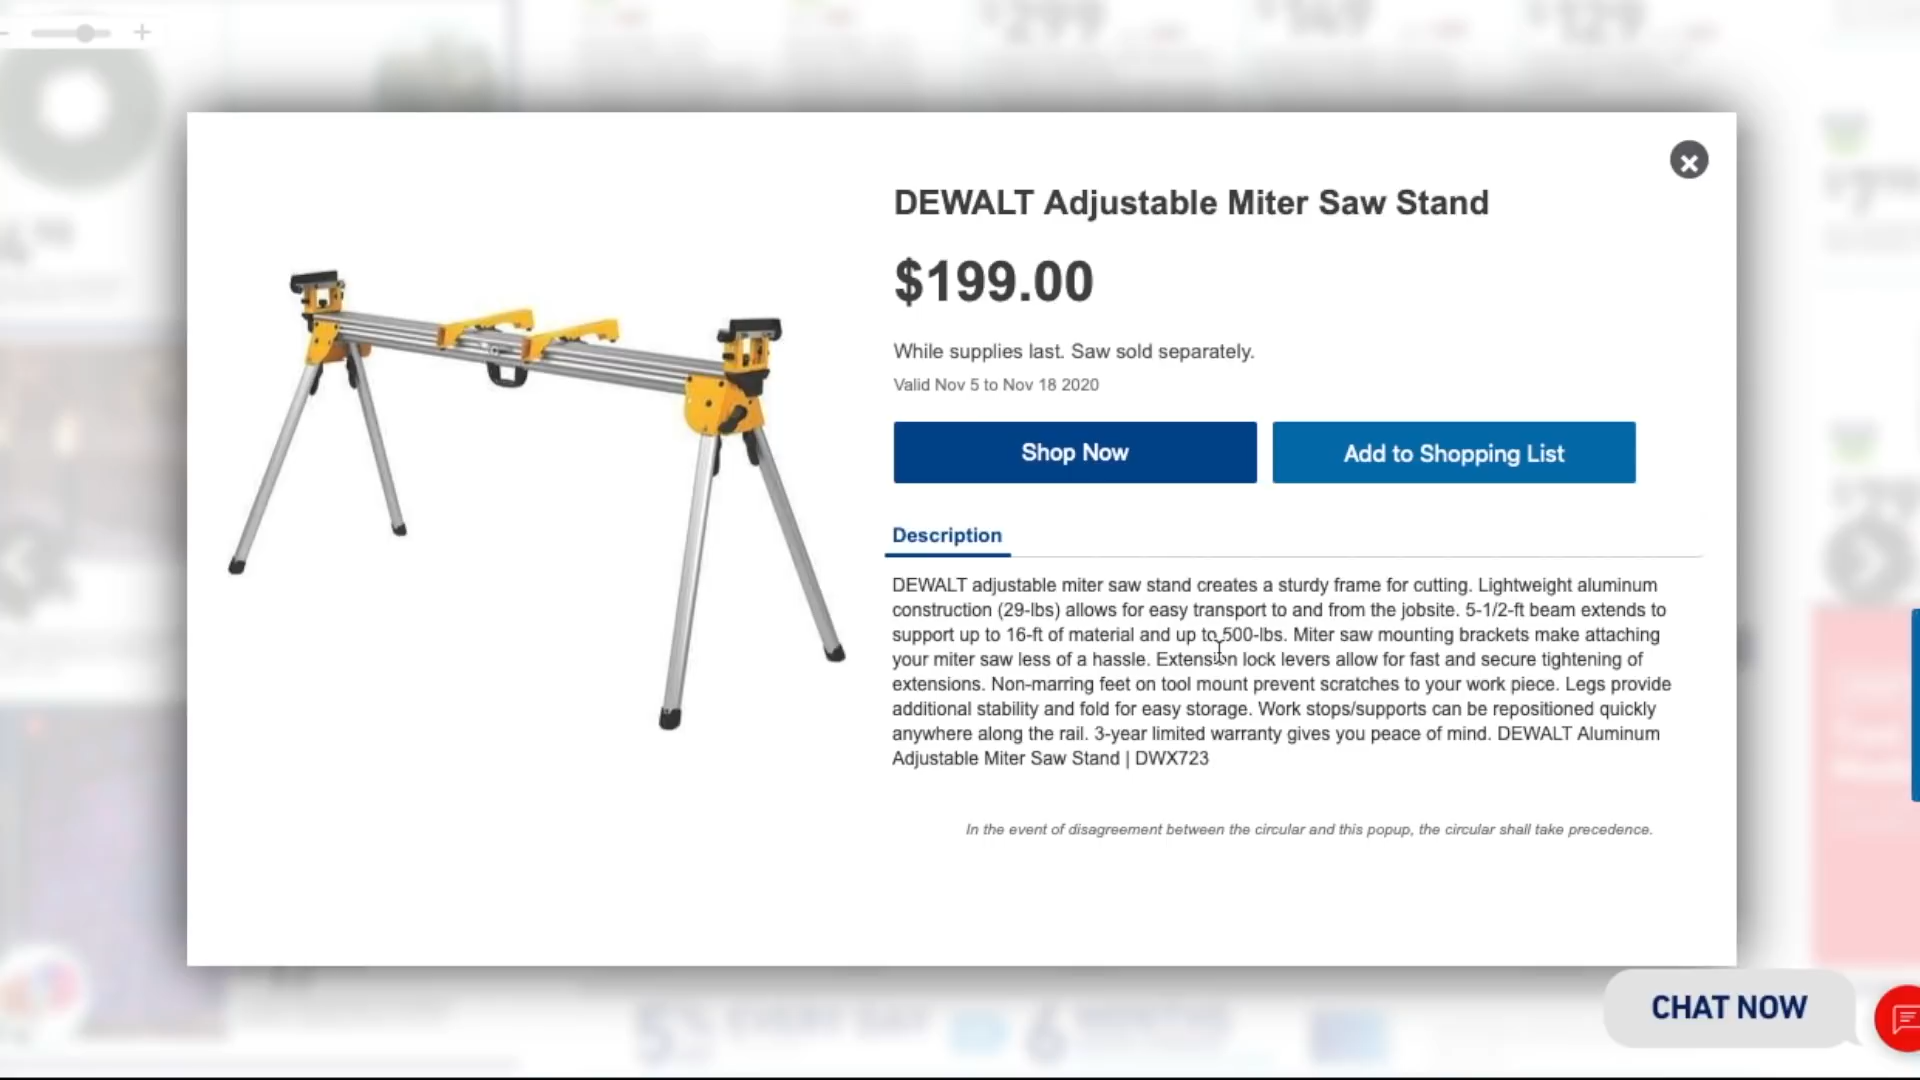 $299 $149 $129
DEWALT Adjustable Miter Saw Stand
$199.00
While supplies last. Saw sold separately.
Valid Nov 5 to Nov 18 2020
Shop Now Add to Shopping List
Description
DEWALT adjustable miter saw stand creates a sturdy frame for cutting. Lightweight aluminum
construction (29-lbs) allows for easy transport to and from the jobsite. 5-1/2-ft beam extends to
support up to 16-ft of material and up to 500-lbs. Miter saw mounting brackets make attaching
your miter saw less of a hassle. Extension lock levers allow for fast and secure tightening of
extensions. Non-marring feet on tool mount prevent scratches to your work piece. Legs provide
additional stability and fold for easy storage. Work stops/supports can be repositioned quickly
anywhere along the rail. 3-year limited warranty gives you peace of mind. DEWALT Aluminum
Adjustable Miter Saw Stand | DWX723
In the event of disagreement between the circular and this popup, the circular shall take precedence.
CHAT NOW